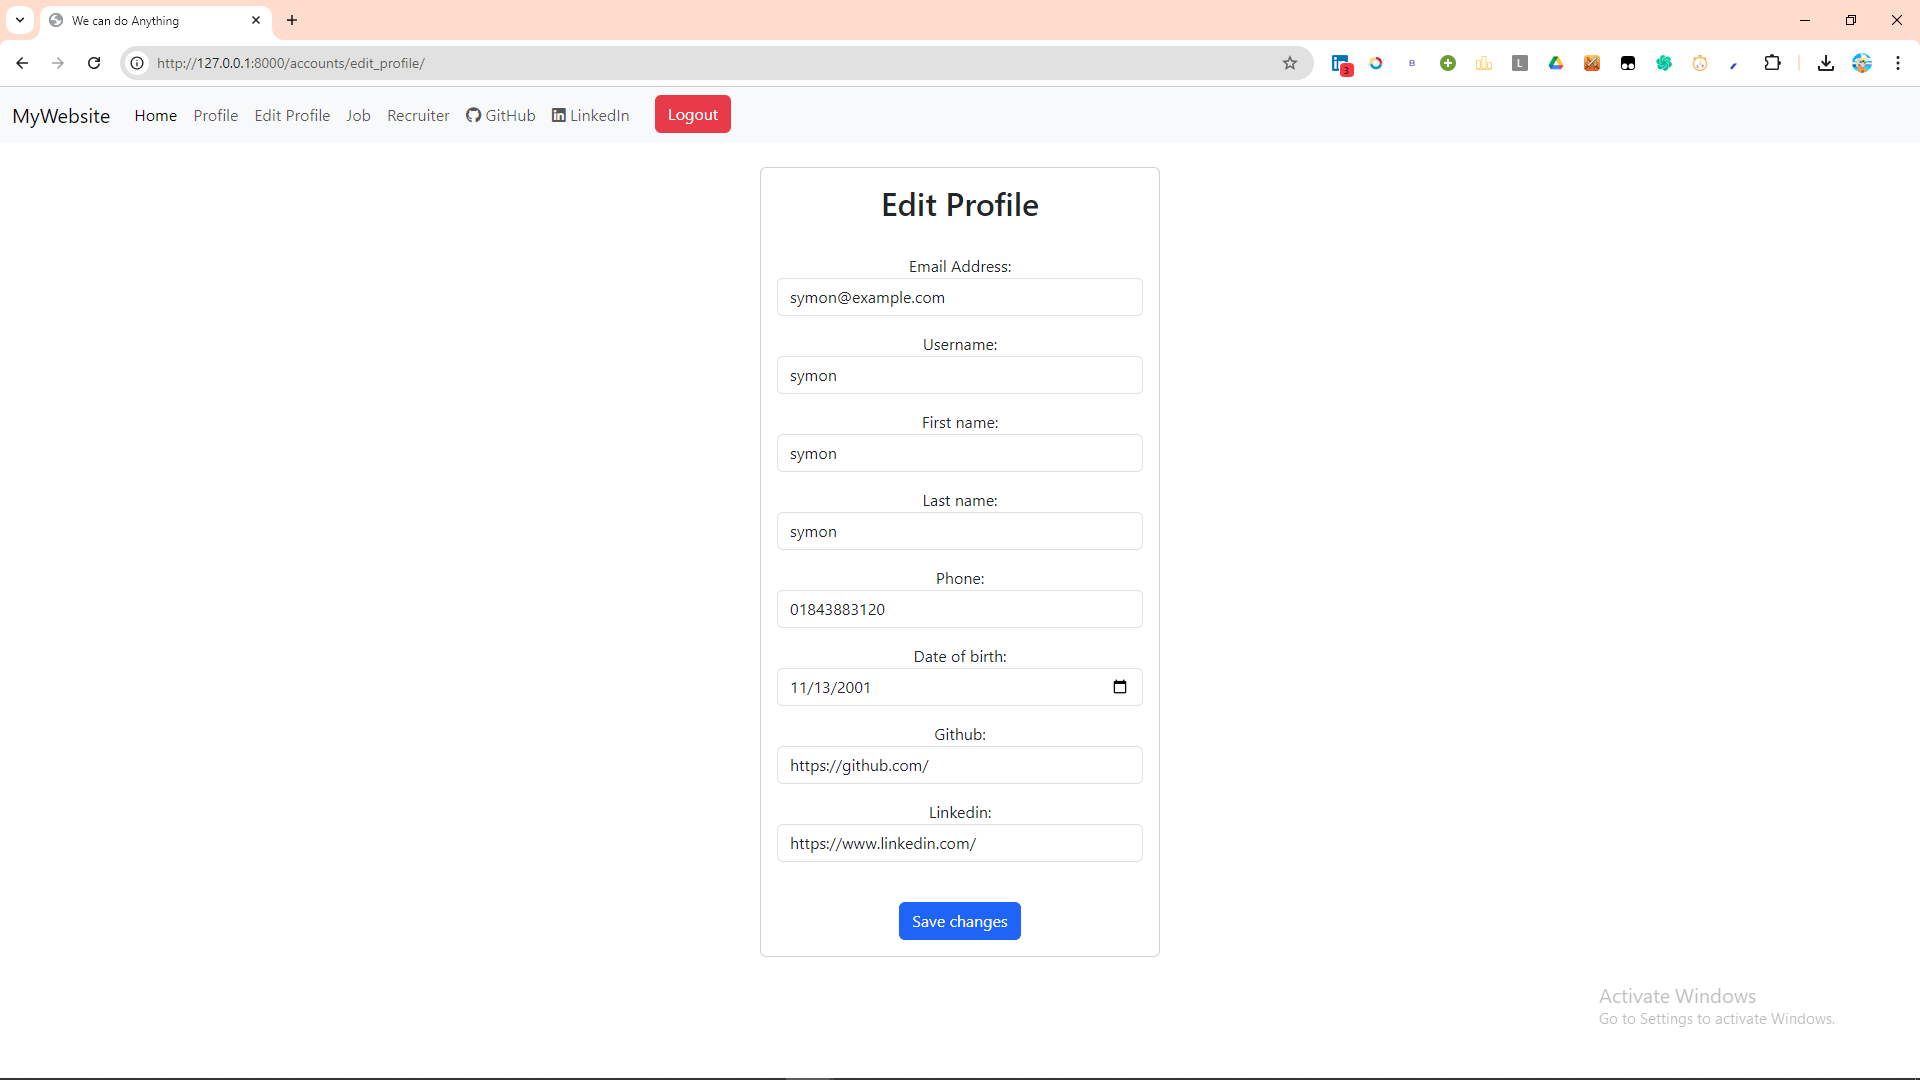 We can do Anything
http://127.0.0.1:8000/accounts/edit_profile/
3
B
L
MyWebsite Home Profile Edit Profile Job Recruiter GitHub LinkedIn Logout
Edit Profile
Email Address:
symon@example.com
Username:
symon
First name:
symon
Last name:
symon
Phone:
01843883120
Date of birth:
11/13/2001
Github:
https://github.com/
Linkedin:
https://www.linkedin.com/
Save changes
Activate Windows
Go to Settings to activate Windows.